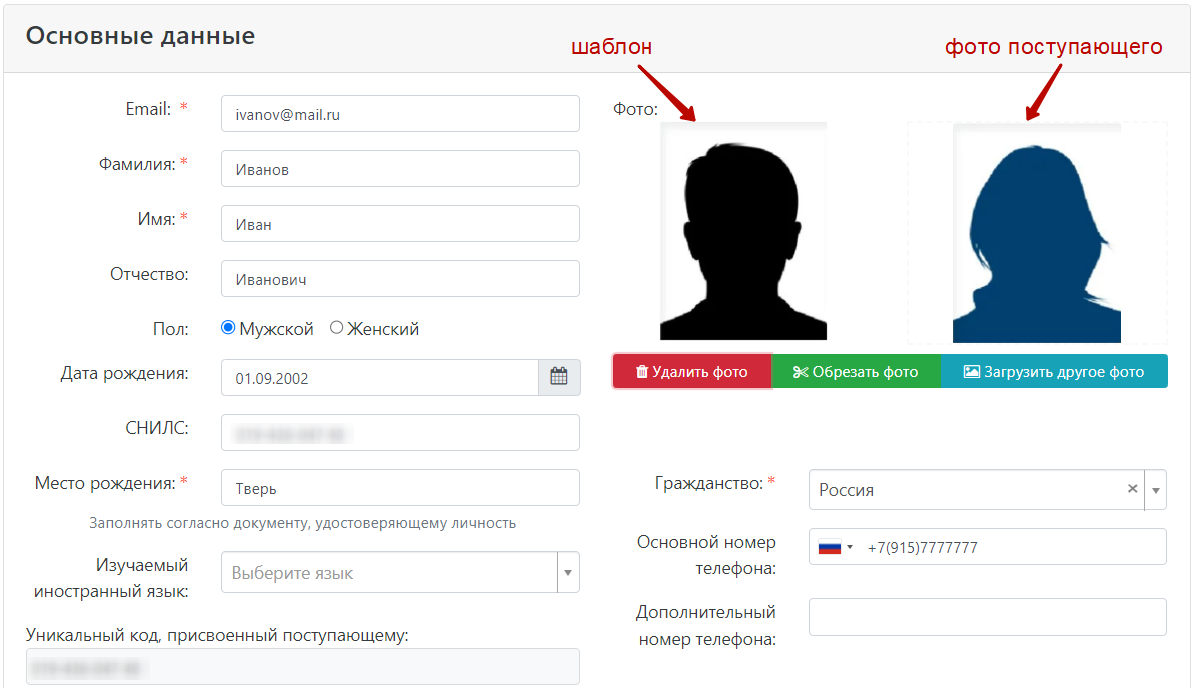 Основные данные
шаблон
фото поступающего
Email: *
ivanov@mail.ru
Фото:
Фамилия: *
Иванов
Имя: *
Иван
Отчество:
Иванович
Пол:
Мужской Женский
Дата рождения:
01.09.2002
Удалить фото
Обрезать фото
Загрузить другое фото
СНИЛС:
Место рождения: *
Тверь
Заполнять согласно документу, удостоверяющему личность
Гражданство: *
Россия
Основной номер
телефона:
+7(915)7777777
Изучаемый
иностранный язык:
Выберите язык
Дополнительный
номер телефона:
Уникальный код, присвоенный поступающему: